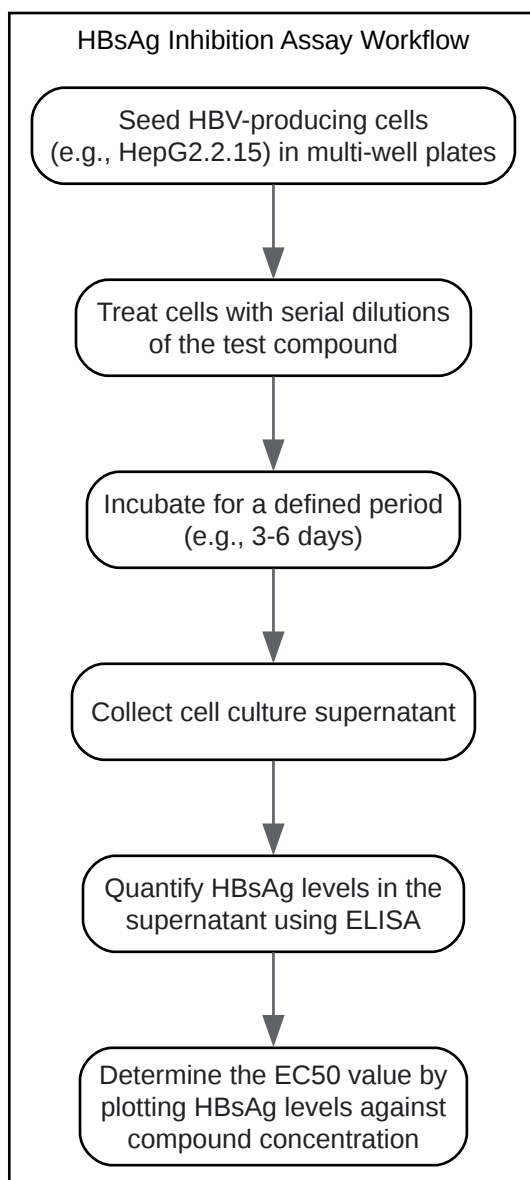 HBsAg Inhibition Assay Workflow
Seed HBV-producing cells
(e.g., HepG2.2.15) in multi-well plates
Treat cells with serial dilutions
of the test compound
Incubate for a defined period
(e.g., 3-6 days)
Collect cell culture supernatant
Quantify HBsAg levels in the
supernatant using ELISA
Determine the EC50 value by
plotting HBsAg levels against
compound concentration